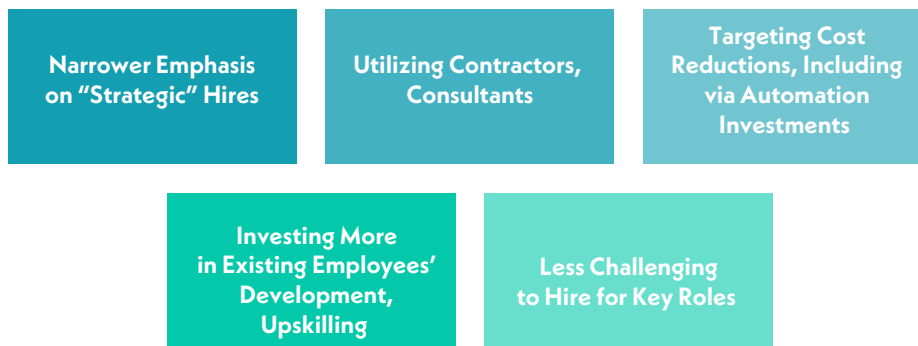 Narrower Emphasis
on “Strategic” Hires
Utilizing Contractors,
Consultants
Targeting Cost
Reductions, Including
via Automation
Investments
Investing More
in Existing Employees’
Development,
Upskilling
Less Challenging
to Hire for Key Roles